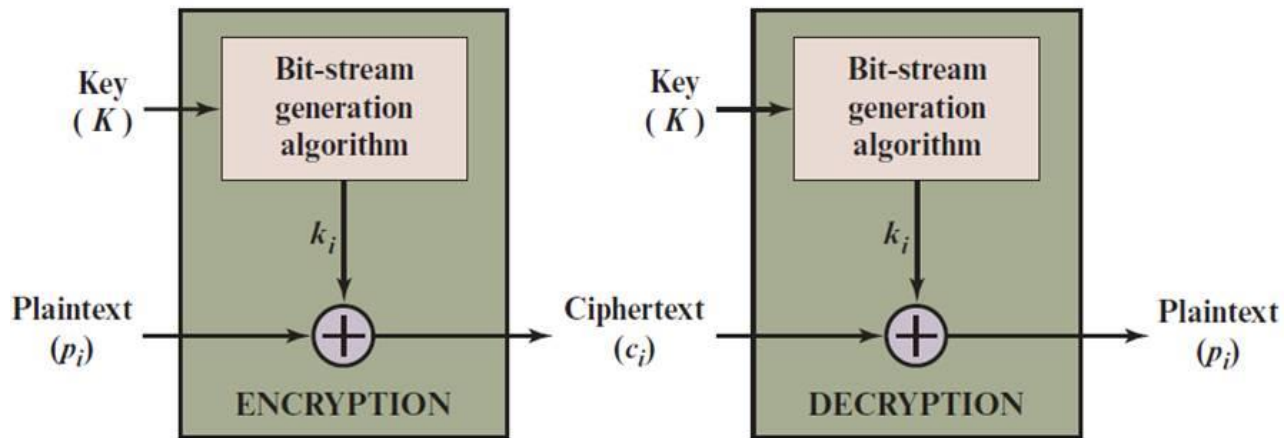 Key
( K )
Bit-stream
generation
algorithm
k_i
Plaintext
(p_i)
ENCRYPTION
Ciphertext
(c_i)
Key
( K )
Bit-stream
generation
algorithm
k_i
DECRYPTION
Plaintext
(p_i)